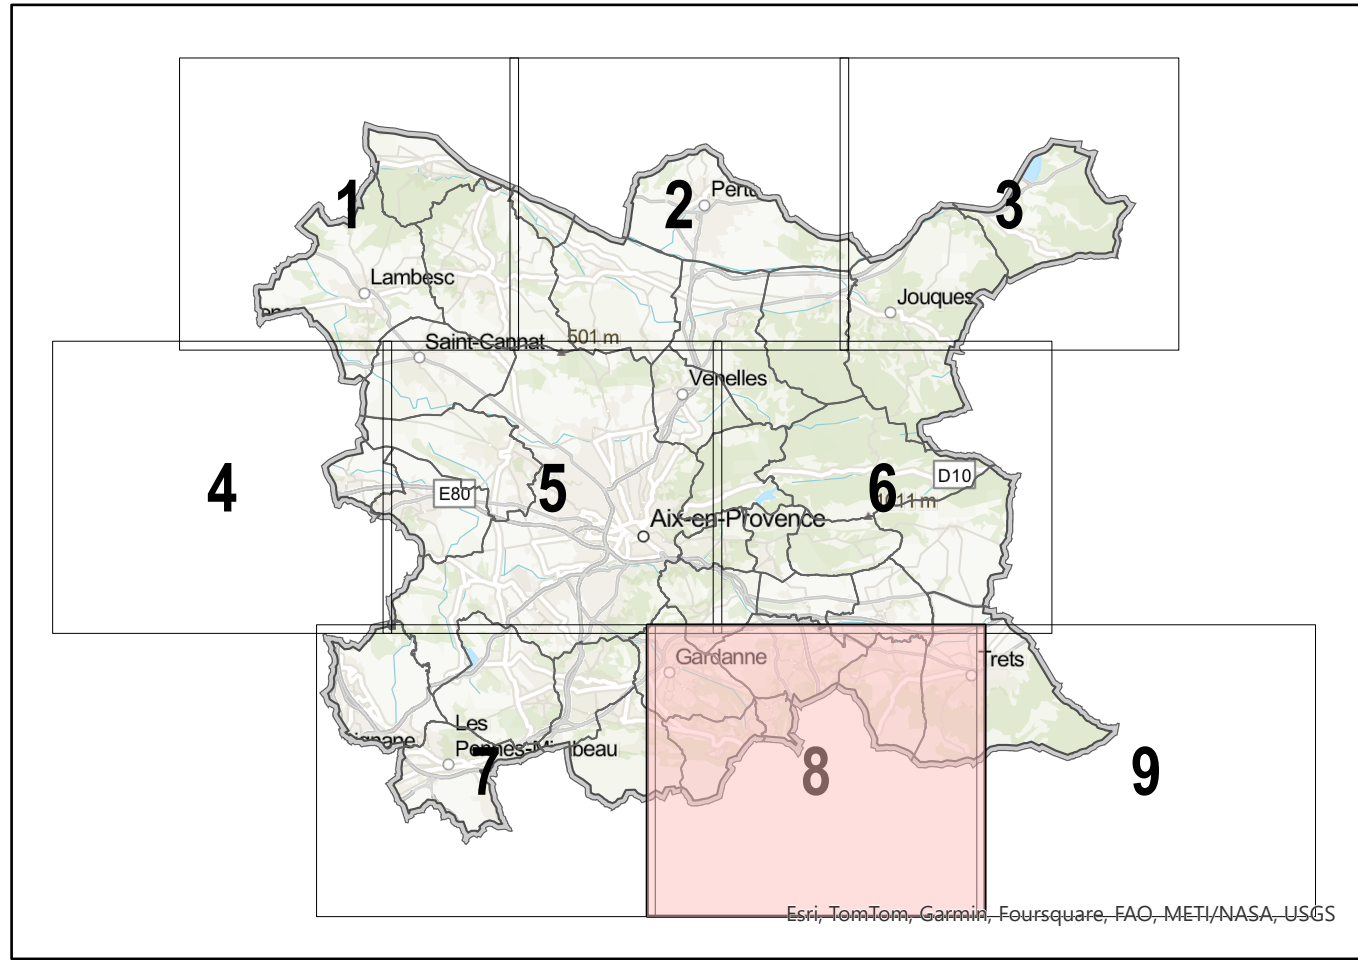 1
2
3
Lambesc
Jouques
Saint-Cannat
501 m
Venelles
4
5
6
E80
D10
Aix-en-Provence
Gardanne
Trets
Les
7
8
9
Esri, TomTom, Garmin, Foursquare, FAO, METI/NASA, USGS